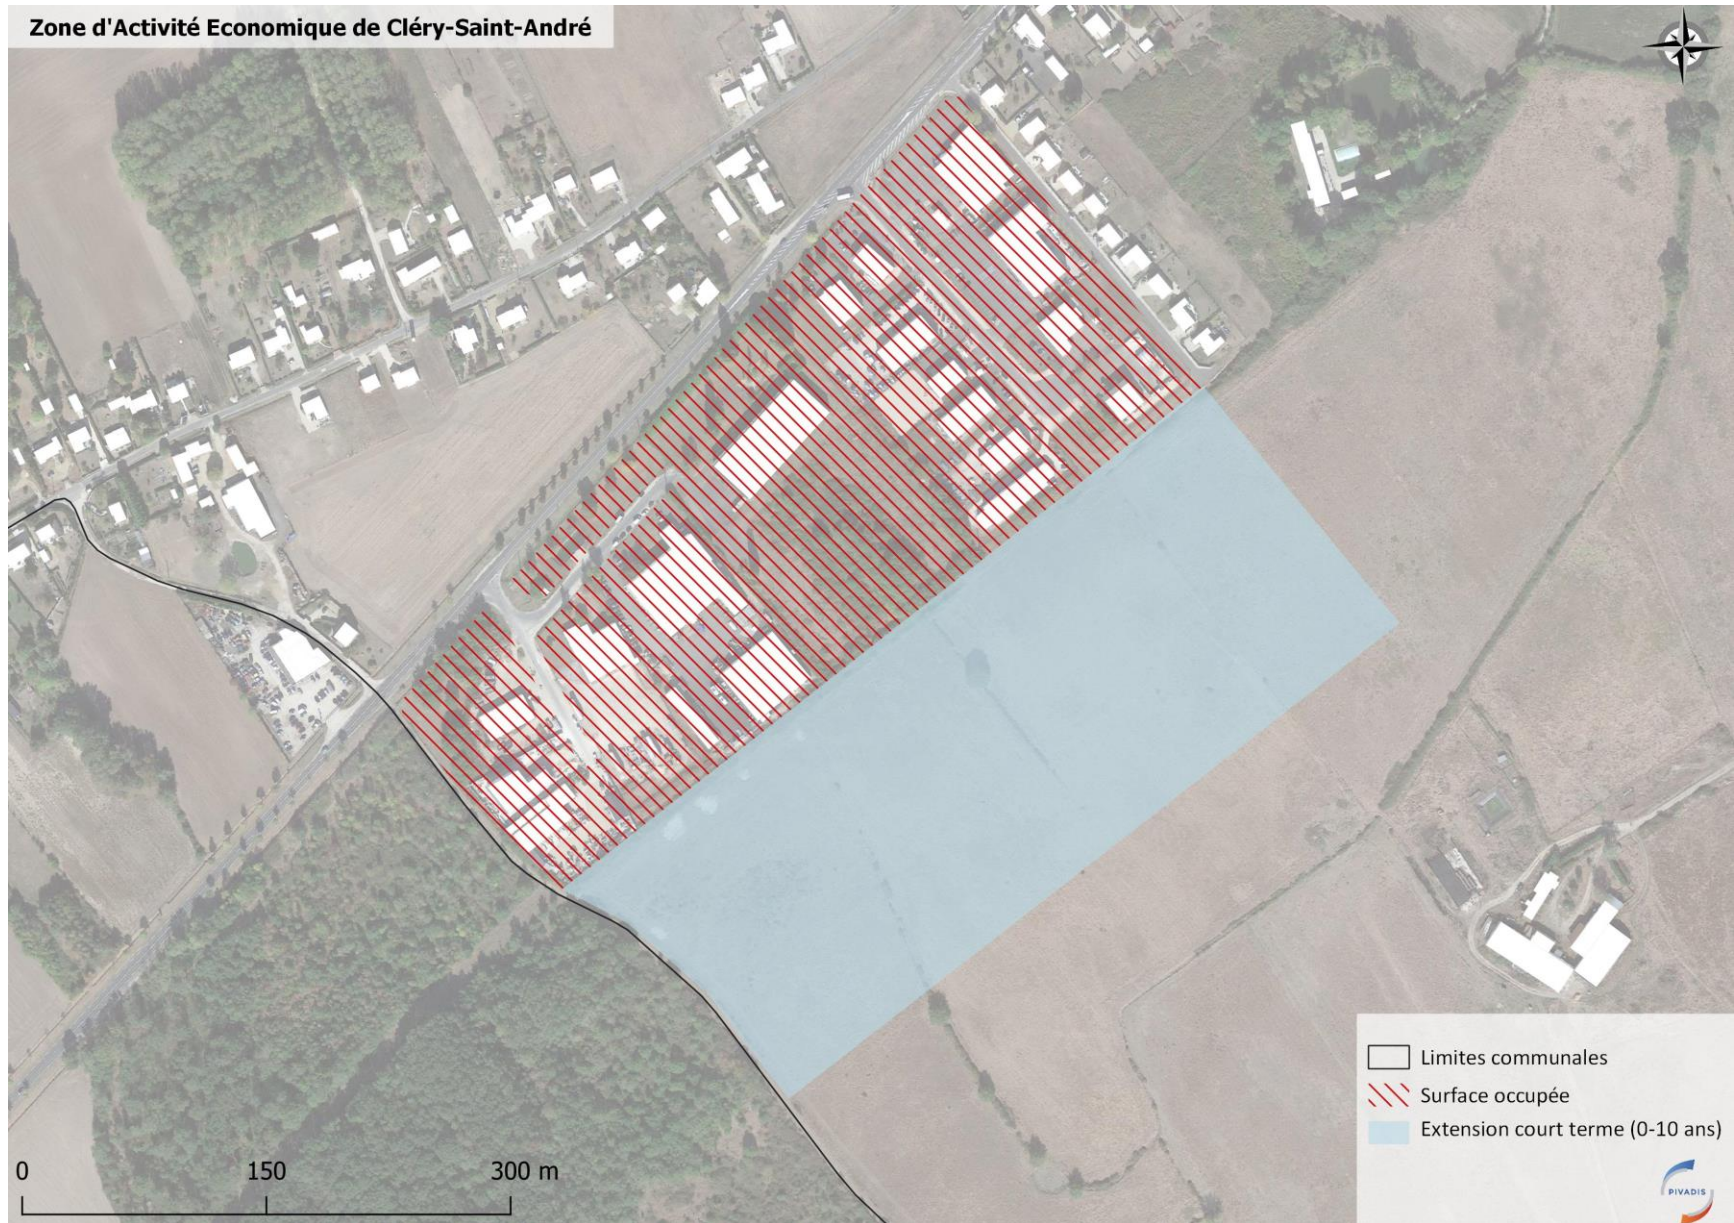 Zone d'Activité Economique de Cléry-Saint-André
Limites communales
Surface occupée
Extension court terme (0-10 ans)
0 150 300 m
PIVADIS